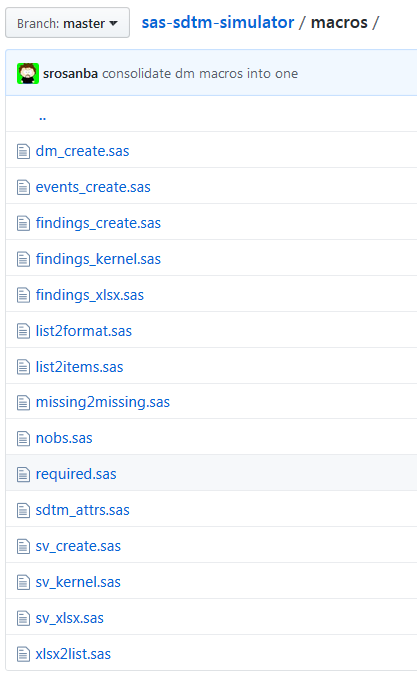 Branch: master sas-sdtm-simulator / macros /
srosanba consolidate dm macros into one
..
dm_create.sas
events_create.sas
findings_create.sas
findings_kernel.sas
findings_xlsx.sas
list2format.sas
list2items.sas
missing2missing.sas
nobs.sas
required.sas
sdtm_attrs.sas
sv_create.sas
sv_kernel.sas
sv_xlsx.sas
xlsx2list.sas